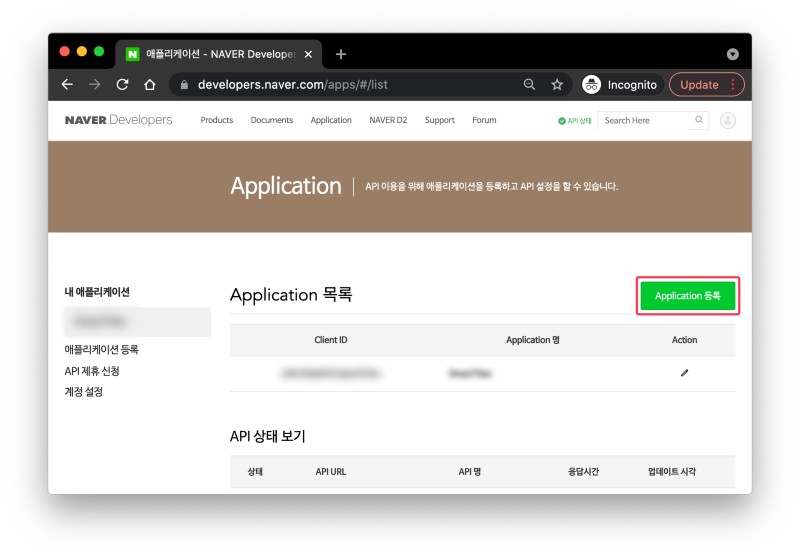 애플리케이션 - NAVER Develope
developers.naver.com/apps/#/list
Incognito
Update
NAVER Developers
Products
Documents
Application
NAVER D2
Support
Forum
API 상태
Search Here
Application
API 이용을 위해 애플리케이션을 등록하고 API 설정을 할 수 있습니다.
내 애플리케이션
애플리케이션 등록
API 제휴 신청
계정 설정
Application 목록
Application 등록
Client ID
Application 명
Action
API 상태 보기
상태
API URL
API 명
응답시간
업데이트 시각